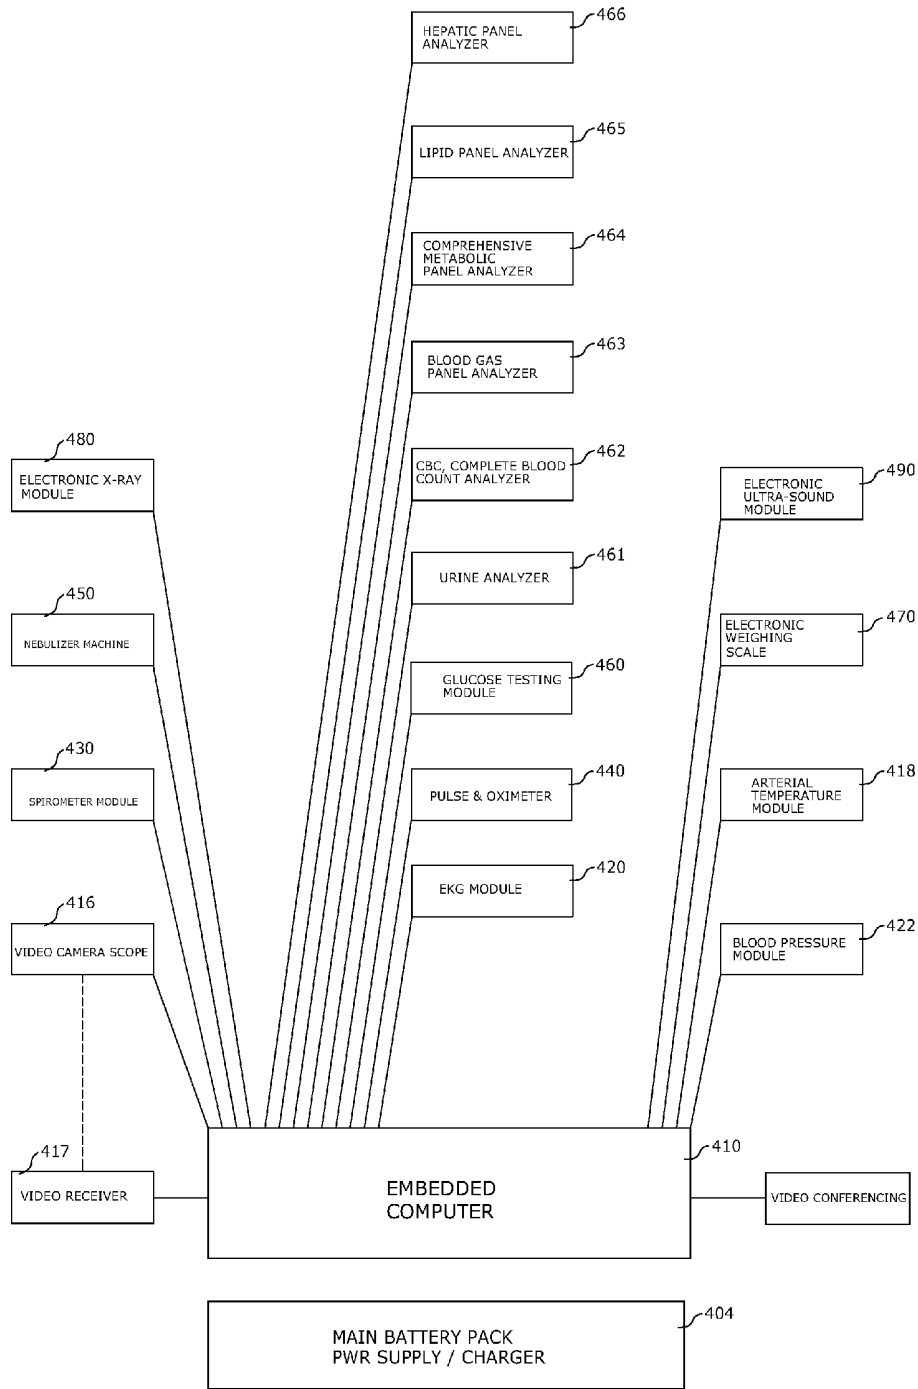 466
HEPATIC PANEL
ANALYZER
465
LIPID PANEL ANALYZER
464
COMPREHENSIVE
METABOLIC
PANEL ANALYZER
463
BLOOD GAS
PANEL ANALYZER
480
ELECTRONIC X-RAY
MODULE
462
CBC, COMPLETE BLOOD
COUNT ANALYZER
490
ELECTRONIC
ULTRA-SOUND
MODULE
461
URINE ANALYZER
450
NEBULIZER MACHINE
470
ELECTRONIC
WEIGHING
SCALE
460
GLUCOSE TESTING
MODULE
430
SPIROMETER MODULE
440
PULSE & OXIMETER
418
ARTERIAL
TEMPERATURE
MODULE
420
EKG MODULE
416
VIDEO CAMERA SCOPE
422
BLOOD PRESSURE
MODULE
417
VIDEO RECEIVER
410
EMBEDDED
COMPUTER
VIDEO CONFERENCING
404
MAIN BATTERY PACK
PWR SUPPLY / CHARGER